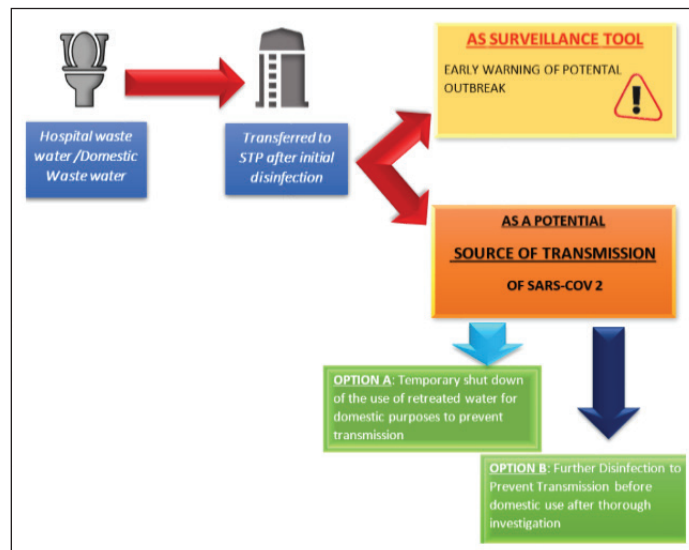 AS SURVEILLANCE TOOL
EARLY WARNING OF POTENTAL
OUTBREAK
Hospital waste
water /Domestic
Waste water
Transferred to
STP after initial
disinfection
AS A POTENTIAL
SOURCE OF TRANSMISSION
OF SARS-COV 2
OPTION A: Temporary shut down
of the use of retreated water for
domestic purposes to prevent
transmission
OPTION B: Further Disinfection to
Prevent Transmission before
domestic use after thorough
investigation